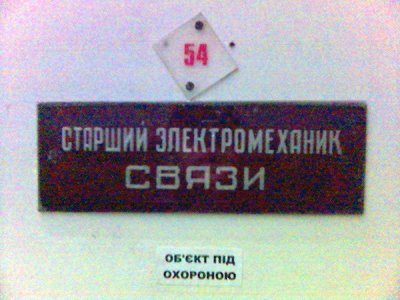 54
СТАРШИЙ ЭЛЕКТРОМЕХАНИК
СВЯЗИ
ОБ'ЄКТ ПІД
ОХОРОНОЮ